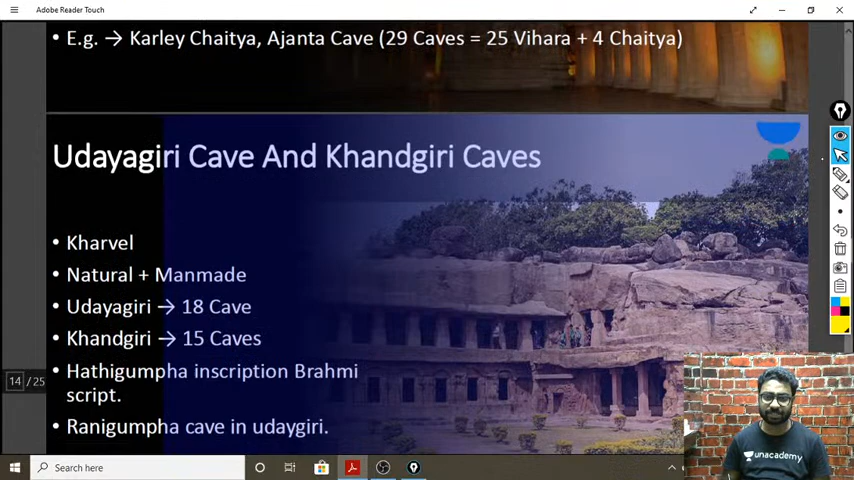 Adobe Reader Touch
• E.g. → Karley Chaitya, Ajanta Cave (29 Caves = 25 Vihara + 4 Chaitya)
Udayagiri Cave And Khandgiri Caves
• Kharvel
• Natural + Manmade
• Udayagiri → 18 Cave
• Khandgiri → 15 Caves
• Hathigumpha inscription Brahmi
script.
• Ranigumpha cave in udaygiri.
14 / 25
unacademy
Search here